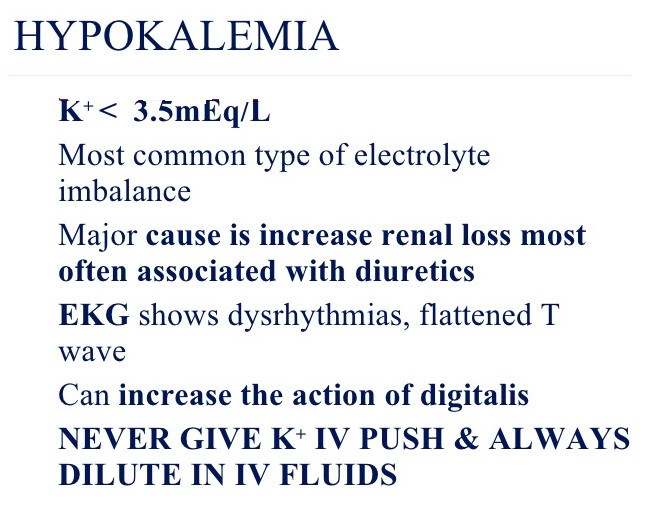 HYPOKALEMIA
K+ < 3.5mEq/L
Most common type of electrolyte
imbalance
Major cause is increase renal loss most
often associated with diuretics
EKG shows dysrhythmias, flattened T
wave
Can increase the action of digitalis
NEVER GIVE K+ IV PUSH & ALWAYS
DILUTE IN IV FLUIDS